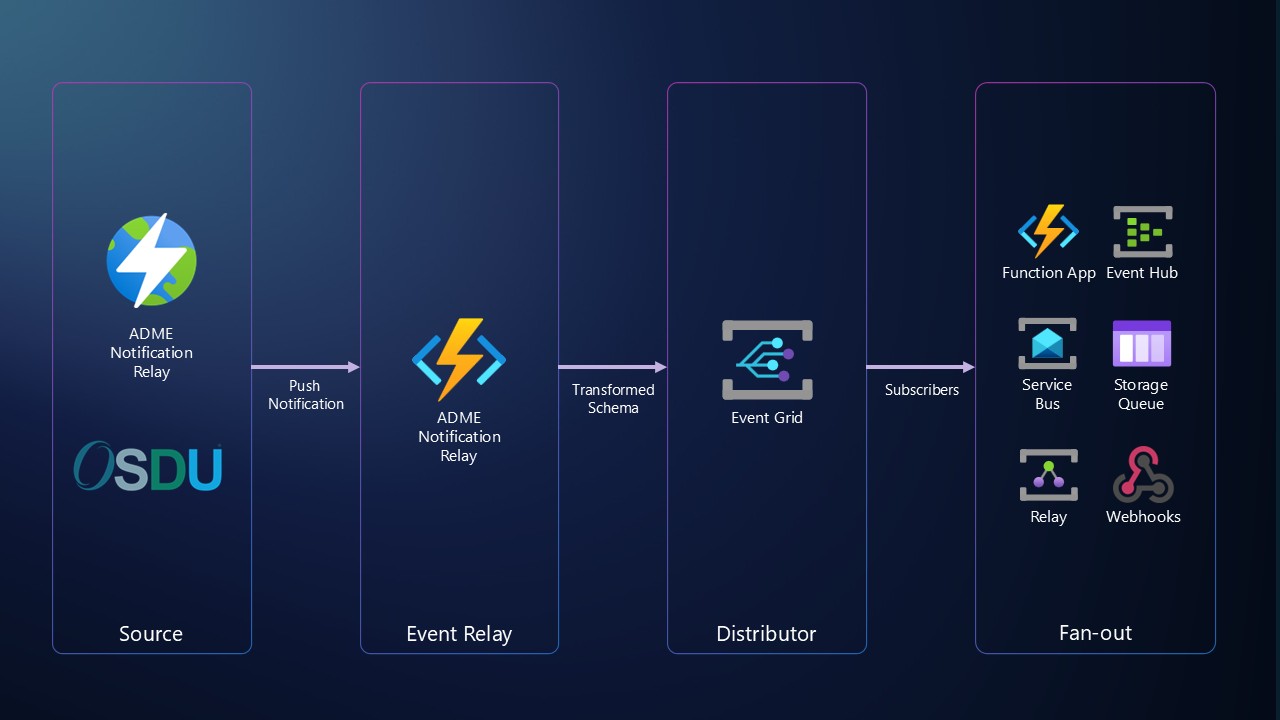 ADME
Notification
Relay
OSDU
Source
Push
Notification
ADME
Notification
Relay
Event Relay
Transformed
Schema
Event Grid
Distributor
Subscribers
Function App
Event Hub
Service
Bus
Storage
Queue
Relay
Webhooks
Fan-out